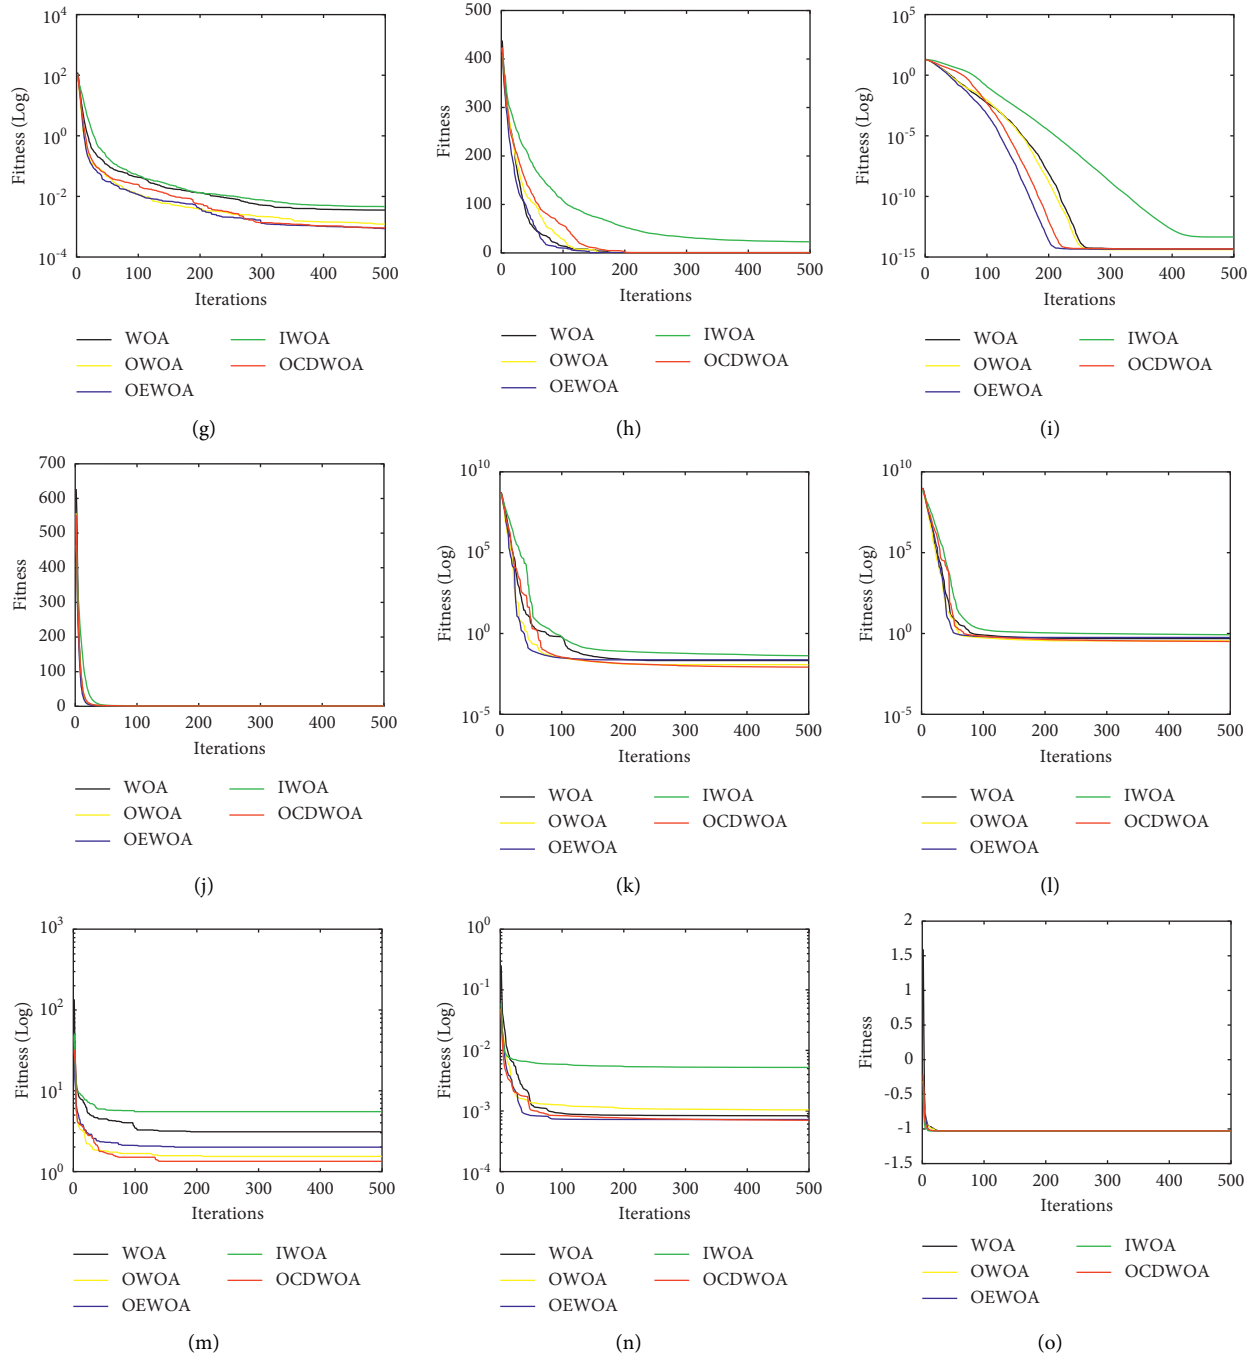 10^4
10^2
10^0
10^-2
10^-4
Fitness (Log)
0 100 200 300 400 500
Iterations
WOA IWOA
OWOA OCDWOA
OEWOA
(g)
500
400
300
200
100
0
Fitness
0 100 200 300 400 500
Iterations
WOA IWOA
OWOA OCDWOA
OEWOA
(h)
10^5
10^0
10^-5
10^-10
10^-15
Fitness (Log)
0 100 200 300 400 500
Iterations
WOA IWOA
OWOA OCDWOA
OEWOA
(i)
700
600
500
400
300
200
100
0
Fitness
0 100 200 300 400 500
Iterations
WOA IWOA
OWOA OCDWOA
OEWOA
(j)
10^10
10^5
10^0
10^-5
Fitness (Log)
0 100 200 300 400 500
Iterations
WOA IWOA
OWOA OCDWOA
OEWOA
(k)
10^10
10^5
10^0
10^-5
Fitness (Log)
0 100 200 300 400 500
Iterations
WOA IWOA
OWOA OCDWOA
OEWOA
(l)
10^3
10^2
10^1
10^0
Fitness (Log)
0 100 200 300 400 500
Iterations
WOA IWOA
OWOA OCDWOA
OEWOA
(m)
10^0
10^-1
10^-2
10^-3
10^-4
Fitness (Log)
0 100 200 300 400 500
Iterations
WOA IWOA
OWOA OCDWOA
OEWOA
(n)
2
1.5
1
0.5
0
-0.5
-1
-1.5
Fitness
0 100 200 300 400 500
Iterations
WOA IWOA
OWOA OCDWOA
OEWOA
(o)